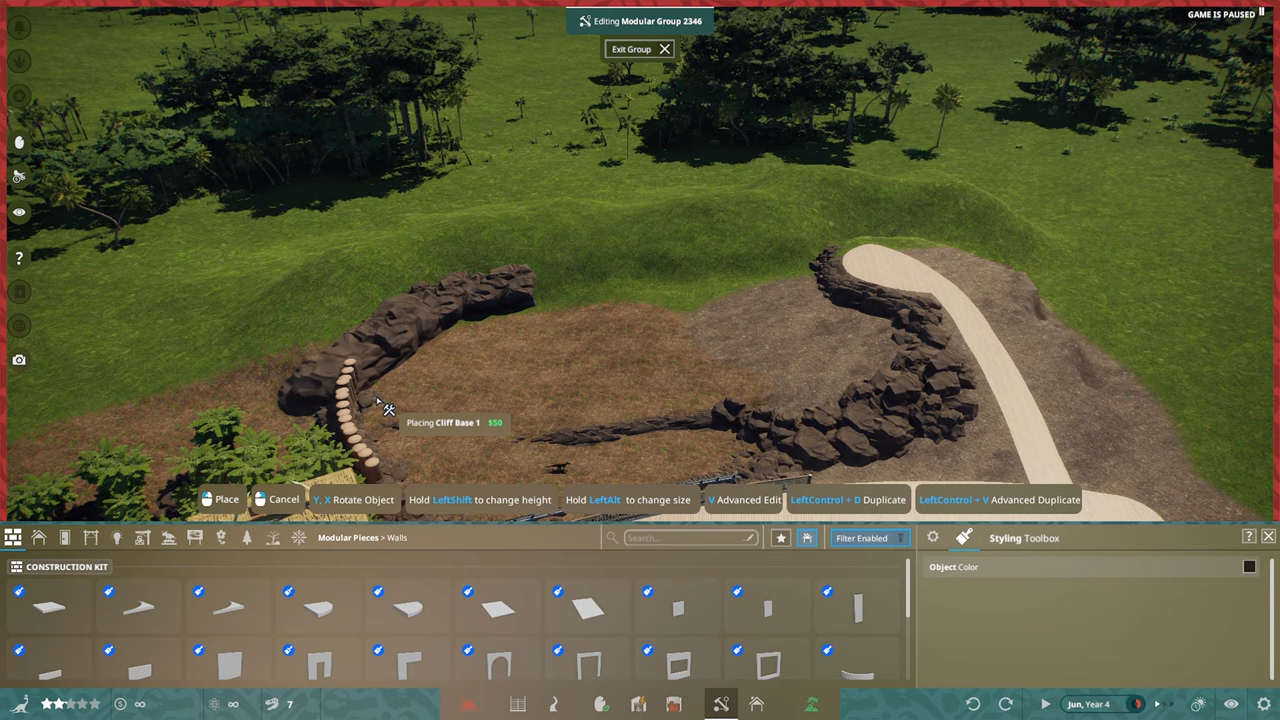 Editing Modular Group 2346
GAME IS PAUSED
Exit Group
?
Placing Cliff Base 1 $50
Place
Cancel
Y, X Rotate Object
Hold LeftShift to change height
Hold LeftAlt to change size
V Advanced Edit
LeftControl + D Duplicate
LeftControl + V Advanced Duplicate
Modular Pieces > Walls
Search...
Filter Enabled
Styling Toolbox
?
CONSTRUCTION KIT
Object Color
∞
∞
7
Jun, Year 4